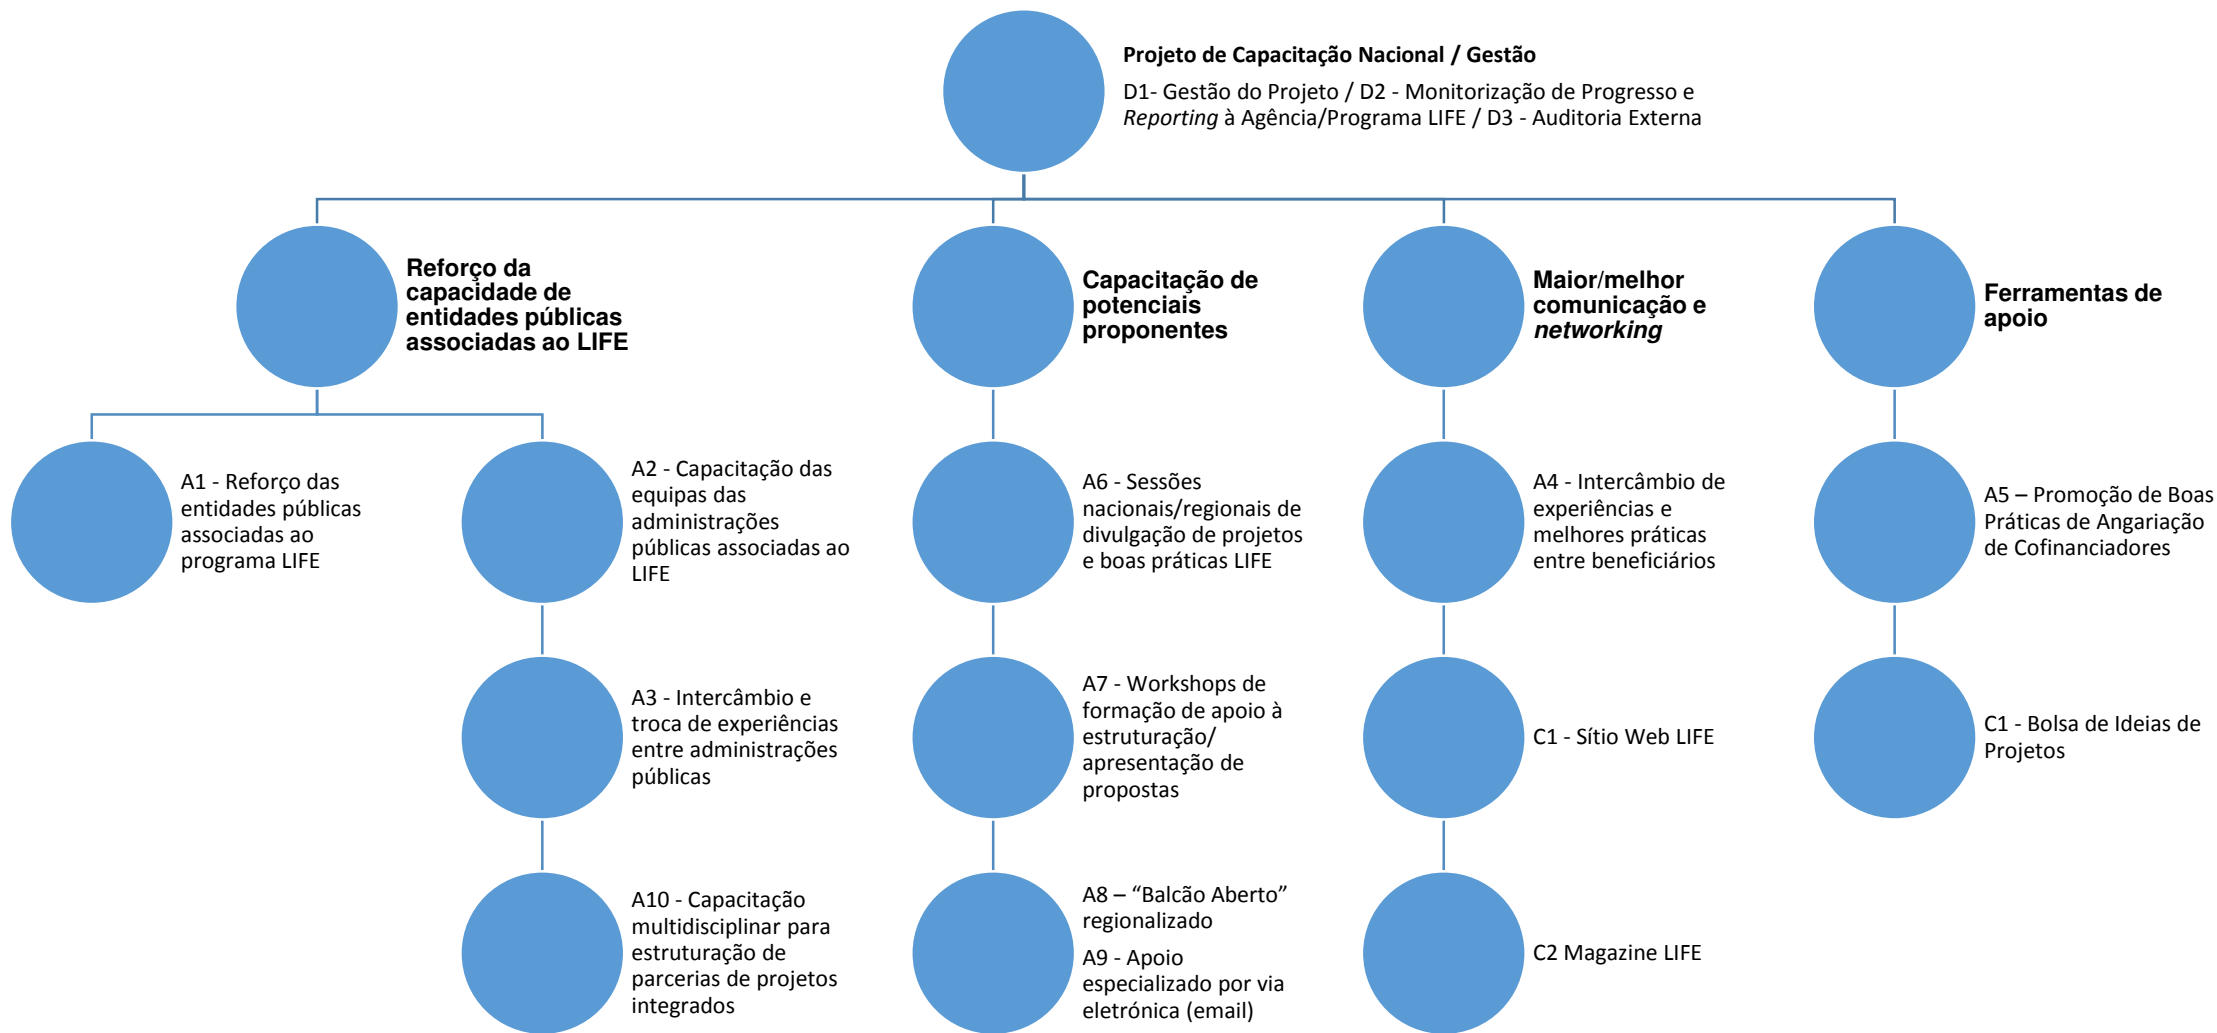 Projeto de Capacitação Nacional / Gestão
D1- Gestão do Projeto / D2 - Monitorização de Progresso e
Reporting à Agência/Programa LIFE / D3 - Auditoria Externa
Reforço da
capacidade de
entidades públicas
associadas ao LIFE
Capacitação de
potenciais
proponentes
Maior/melhor
comunicação e
networking
Ferramentas de
apoio
A1 - Reforço das
entidades públicas
associadas ao
programa LIFE
A2 - Capacitação das
equipas das
administrações
públicas associadas ao
LIFE
A6 - Sessões
nacionais/regionais de
divulgação de projetos
e boas práticas LIFE
A4 - Intercâmbio de
experiências e
melhores práticas
entre beneficiários
A5 – Promoção de Boas
Práticas de Angariação
de Cofinanciadores
A3 - Intercâmbio e
troca de experiências
entre administrações
públicas
A7 - Workshops de
formação de apoio à
estruturação/
apresentação de
propostas
C1 - Sítio Web LIFE
C1 - Bolsa de Ideias de
Projetos
A10 - Capacitação
multidisciplinar para
estruturação de
parcerias de projetos
integrados
A8 – “Balcão Aberto”
regionalizado
A9 - Apoio
especializado por via
eletrónica (email)
C2 Magazine LIFE